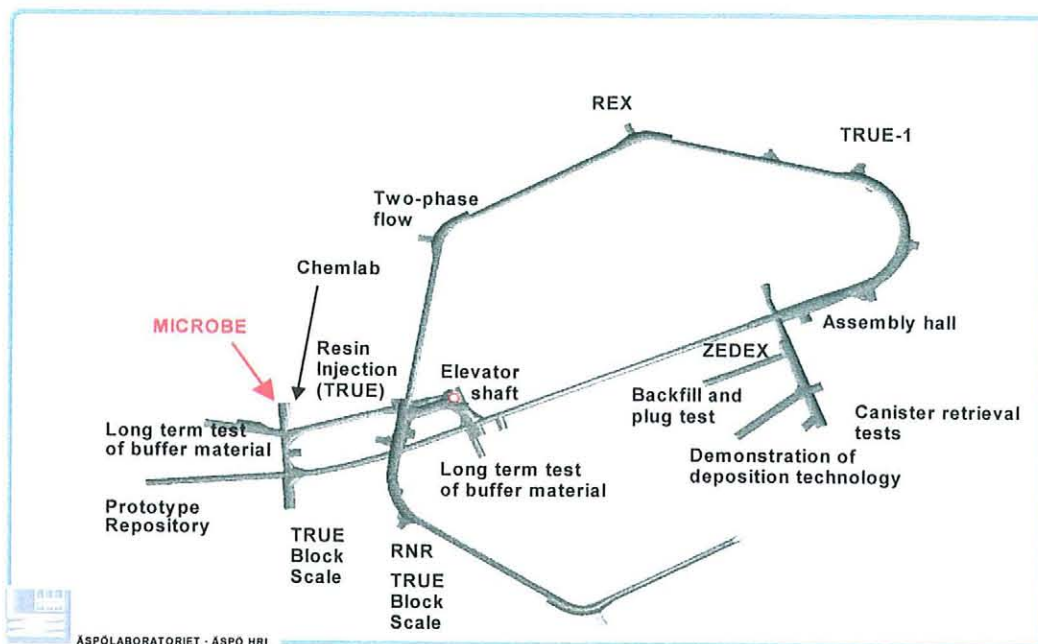 REX
TRUE-1
Two-phase
flow
Chemlab
MICROBE
Resin
Injection
(TRUE)
Elevator
shaft
Assembly hall
ZEDEX
Backfill and
plug test
Canister retrieval
tests
Long term test
of buffer material
Demonstration of
deposition technology
Long term test
of buffer material
Prototype
Repository
TRUE
Block
Scale
RNR
TRUE
Block
Scale
ÄSPÖLABORATORIET - ÄSPÖ HRL